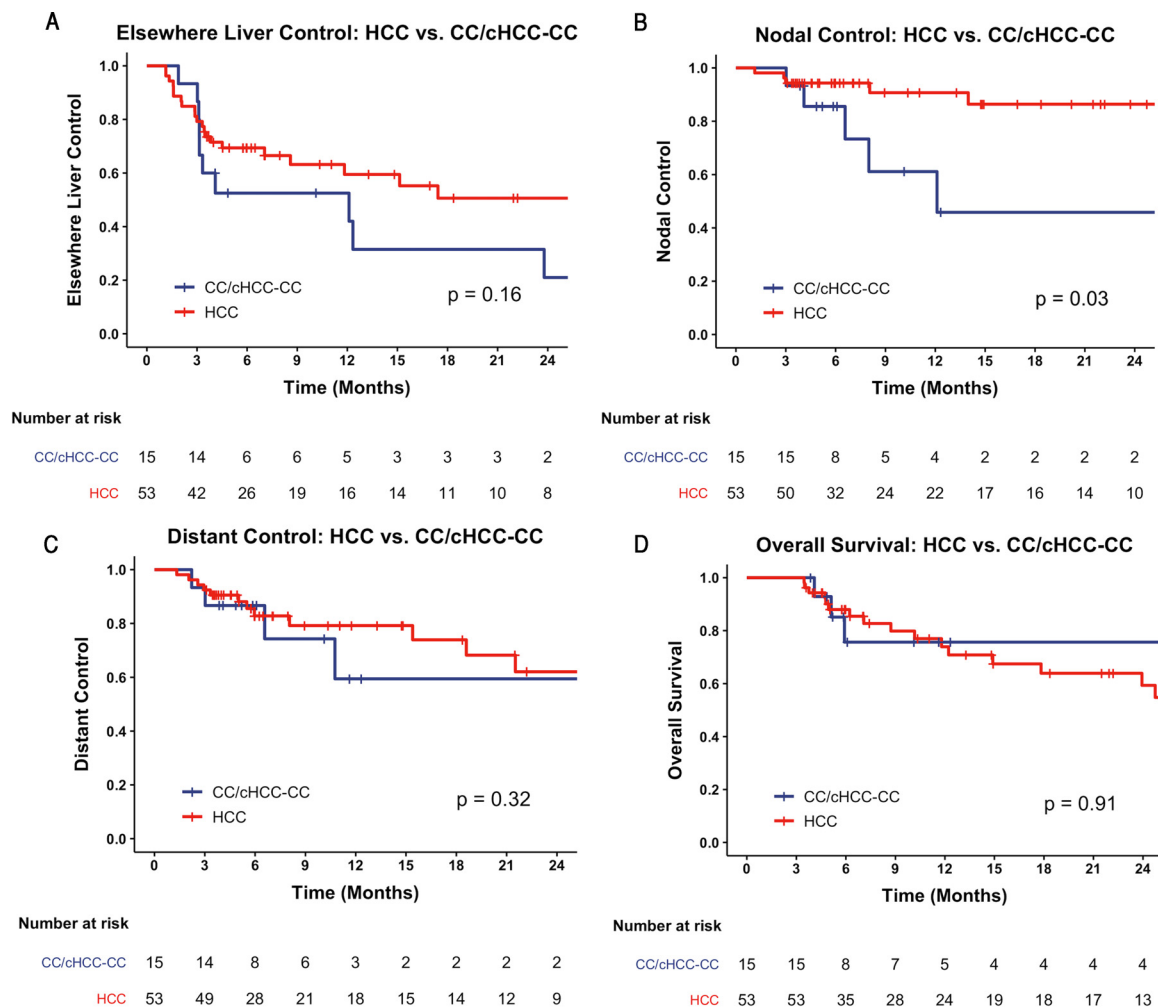 A
Elsewhere Liver Control: HCC vs. CC/cHCC-CC
Elsewhere Liver Control
1.0
0.8
0.6
0.4
0.2
0.0
CC/cHCC-CC
HCC
p = 0.16
0 3 6 9 12 15 18 21 24
Time (Months)
Number at risk
CC/cHCC-CC 15 14 6 6 5 3 3 3 2
HCC 53 42 26 19 16 14 11 10 8
B
Nodal Control: HCC vs. CC/cHCC-CC
Nodal Control
1.0
0.8
0.6
0.4
0.2
0.0
CC/cHCC-CC
HCC
p = 0.03
0 3 6 9 12 15 18 21 24
Time (Months)
Number at risk
CC/cHCC-CC 15 15 8 5 4 2 2 2 2
HCC 53 50 32 24 22 17 16 14 10
C
Distant Control: HCC vs. CC/cHCC-CC
Distant Control
1.0
0.8
0.6
0.4
0.2
0.0
CC/cHCC-CC
HCC
p = 0.32
0 3 6 9 12 15 18 21 24
Time (Months)
Number at risk
CC/cHCC-CC 15 14 8 6 3 2 2 2 2
HCC 53 49 28 21 18 15 14 12 9
D
Overall Survival: HCC vs. CC/cHCC-CC
Overall Survival
1.0
0.8
0.6
0.4
0.2
0.0
CC/cHCC-CC
HCC
p = 0.91
0 3 6 9 12 15 18 21 24
Time (Months)
Number at risk
CC/cHCC-CC 15 15 8 7 5 4 4 4 4
HCC 53 53 35 28 24 19 18 17 13